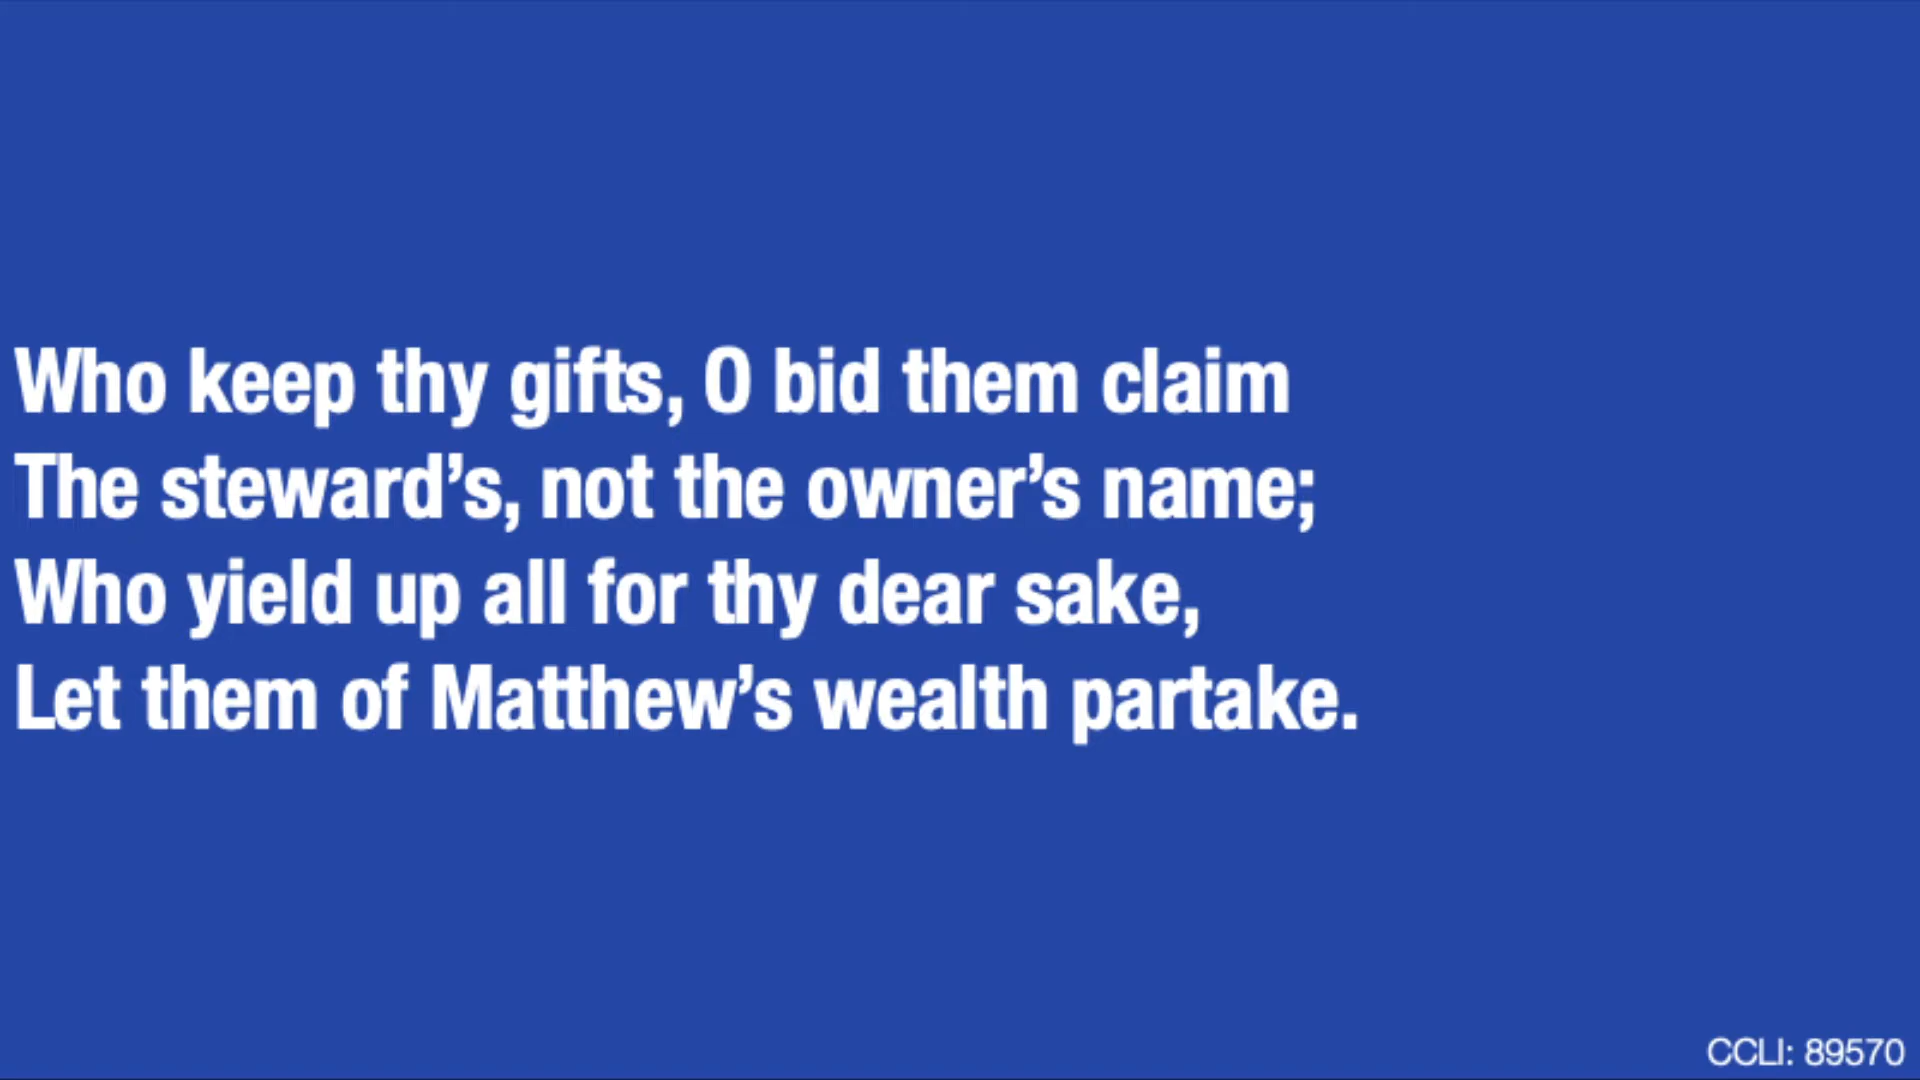 Who keep thy gifts, O bid them claim
The steward’s, not the owner’s name;
Who yield up all for thy dear sake,
Let them of Matthew’s wealth partake.
CCLI: 89570